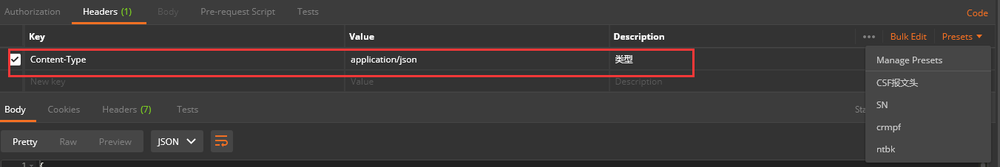 Authorization Headers (1) Body Pre-request Script Tests Code
Key Value Description ••• Bulk Edit Presets
Content-Type application/json 类型
New key Value Description
Manage Presets
CSF报文头
SN
crmpf
ntbk
Body Cookies Headers (7) Tests Sta
Pretty Raw Preview JSON
1 {